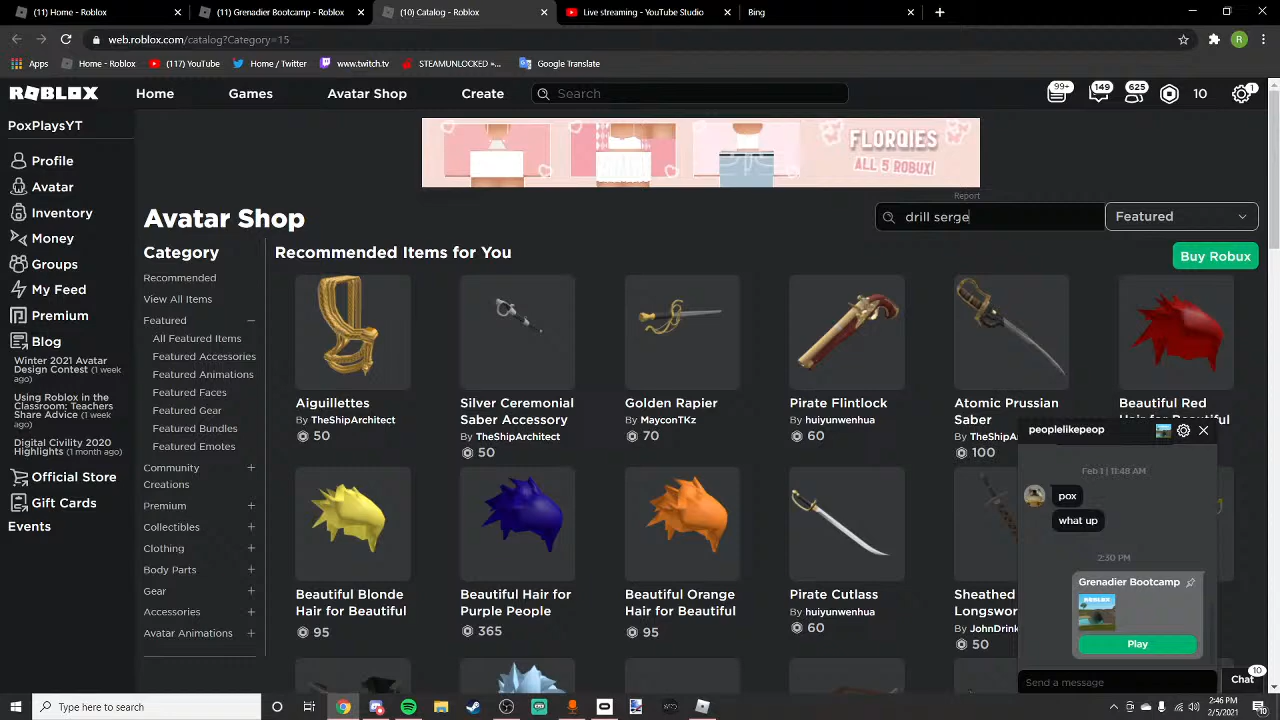 (11) Home - Roblox
(11) Grenadier Bootcamp - Roblox
(10) Catalog - Roblox
Live streaming - YouTube Studio
Bing
web.roblox.com/catalog?Category=15
Apps
Home - Roblox
(117) YouTube
Home / Twitter
www.twitch.tv
STEAMUNLOCKED »...
Google Translate
R
ROBLOX
Home
Games
Avatar Shop
Create
Search
99+
149
625
10
1
PoxPlaysYT
Profile
Avatar
Inventory
Money
Groups
My Feed
Premium
Blog
Winter 2021 Avatar
Design Contest (1 week
ago)
Using Roblox in the
Classroom: Teachers
Share Advice (1 week
ago)
Digital Civility 2020
Highlights (1 month ago)
Official Store
Gift Cards
Events
FLORQIES
ALL 5 ROBUX!
Report
Avatar Shop
drill serge
Featured
Buy Robux
Category
Recommended
View All Items
Featured
All Featured Items
Featured Accessories
Featured Animations
Featured Faces
Featured Gear
Featured Bundles
Featured Emotes
Community
Creations
Premium
Collectibles
Clothing
Body Parts
Gear
Accessories
Avatar Animations
Recommended Items for You
Aiguillettes
By TheShipArchitect
50
Silver Ceremonial
Saber Accessory
By TheShipArchitect
50
Golden Rapier
By MayconTKz
70
Pirate Flintlock
By huiyunwenhua
60
Atomic Prussian
Saber
By TheShipA
100
Beautiful Red
Hair for Beautiful
Beautiful Blonde
Hair for Beautiful
95
Beautiful Hair for
Purple People
365
Beautiful Orange
Hair for Beautiful
95
Pirate Cutlass
By huiyunwenhua
60
Sheathed
Longswor
By JohnDrink
50
peoplelikepeop
Feb 1 | 11:48 AM
pox
what up
2:30 PM
Grenadier Bootcamp
ROBLOX
Play
Send a message
Chat
10
Type here to search
2:46 PM
2/5/2021